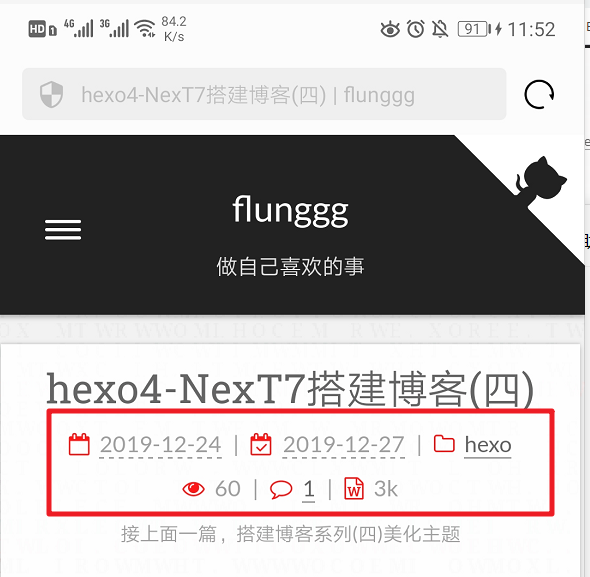 HD 1 4G 3G 84.2 K/s 91 11:52
hexo4-NexT7搭建博客(四) | flunggg
flunggg
做自己喜欢的事
hexo4-NexT7搭建博客(四)
2019-12-24 | 2019-12-27 | hexo
60 | 1 | W 3k
接上面一篇，搭建博客系列(四)美化主题